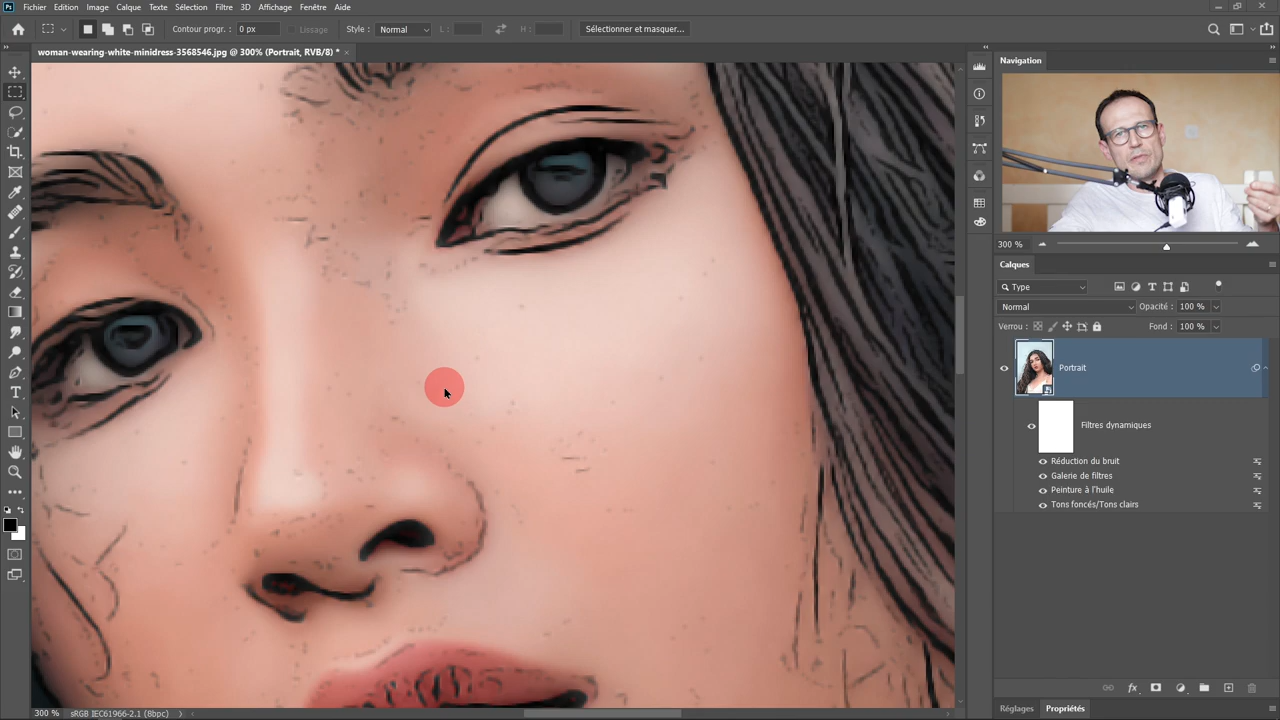 Fichier Edition Image Calque Texte Sélection Filtre 3D Affichage Fenêtre Aide
Contour progr. : 0 px Lissage Style : Normal L : H : Sélectionner et masquer...
woman-wearing-white-minidress-3568546.jpg @ 300% (Portrait, RVB/8) * ×
Navigation
300 %
Calques
Type
Normal Opacité : 100 %
Verrou : Fond : 100 %
Portrait
Filtres dynamiques
Réduction du bruit
Galerie de filtres
Peinture à l'huile
Tons foncés/Tons clairs
Réglages Propriétés
300 % sRGB IEC61966-2.1 (8bpc)